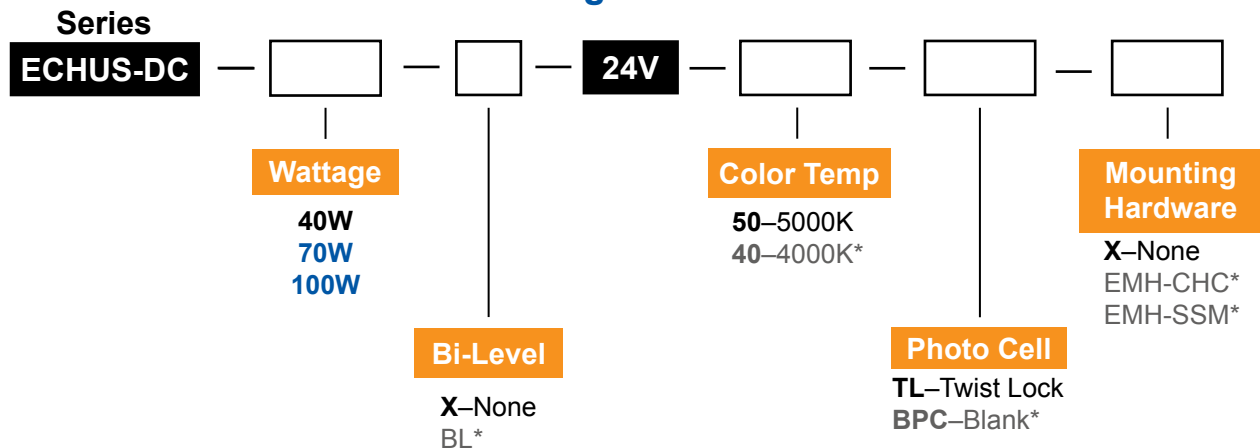 Series
ECHUS-DC — — — 24V — — —
Wattage
40W
70W
100W
Bi-Level
X–None
BL*
Color Temp
50–5000K
40–4000K*
Photo Cell
TL–Twist Lock
BPC–Blank*
Mounting
Hardware
X–None
EMH-CHC*
EMH-SSM*